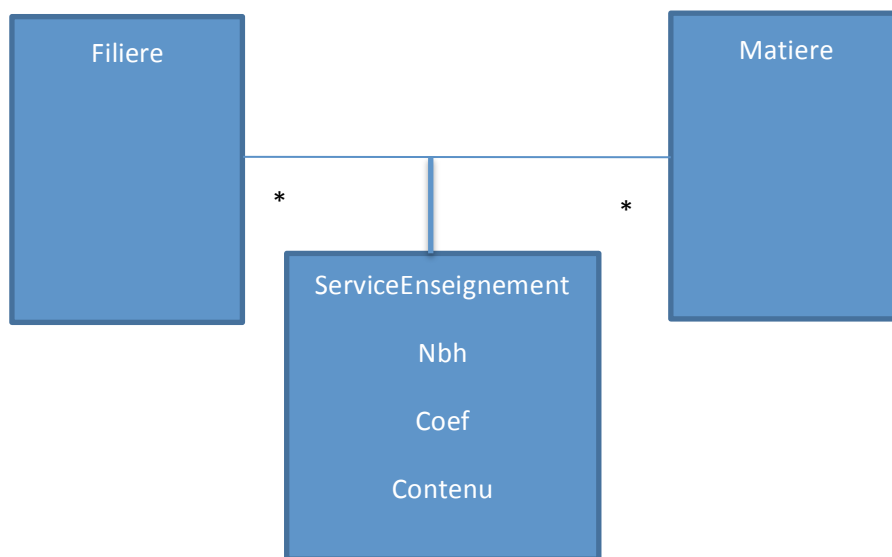 Filiere
Matiere
*
*
ServiceEnseignement
Nbh
Coef
Contenu